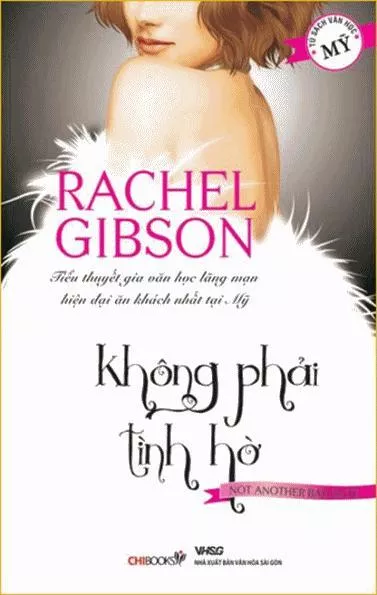 TỦ SÁCH VĂN HỌC
MỸ
RACHEL
GIBSON
Tiểu thuyết gia văn học lãng mạn
hiện đại ăn khách nhất tại Mỹ
không phải
tình hờ
NOT ANOTHER
CHIBOOKS
VHSG
NHÀ XUẤT BẢN VĂN HÓA SÀI GÒN